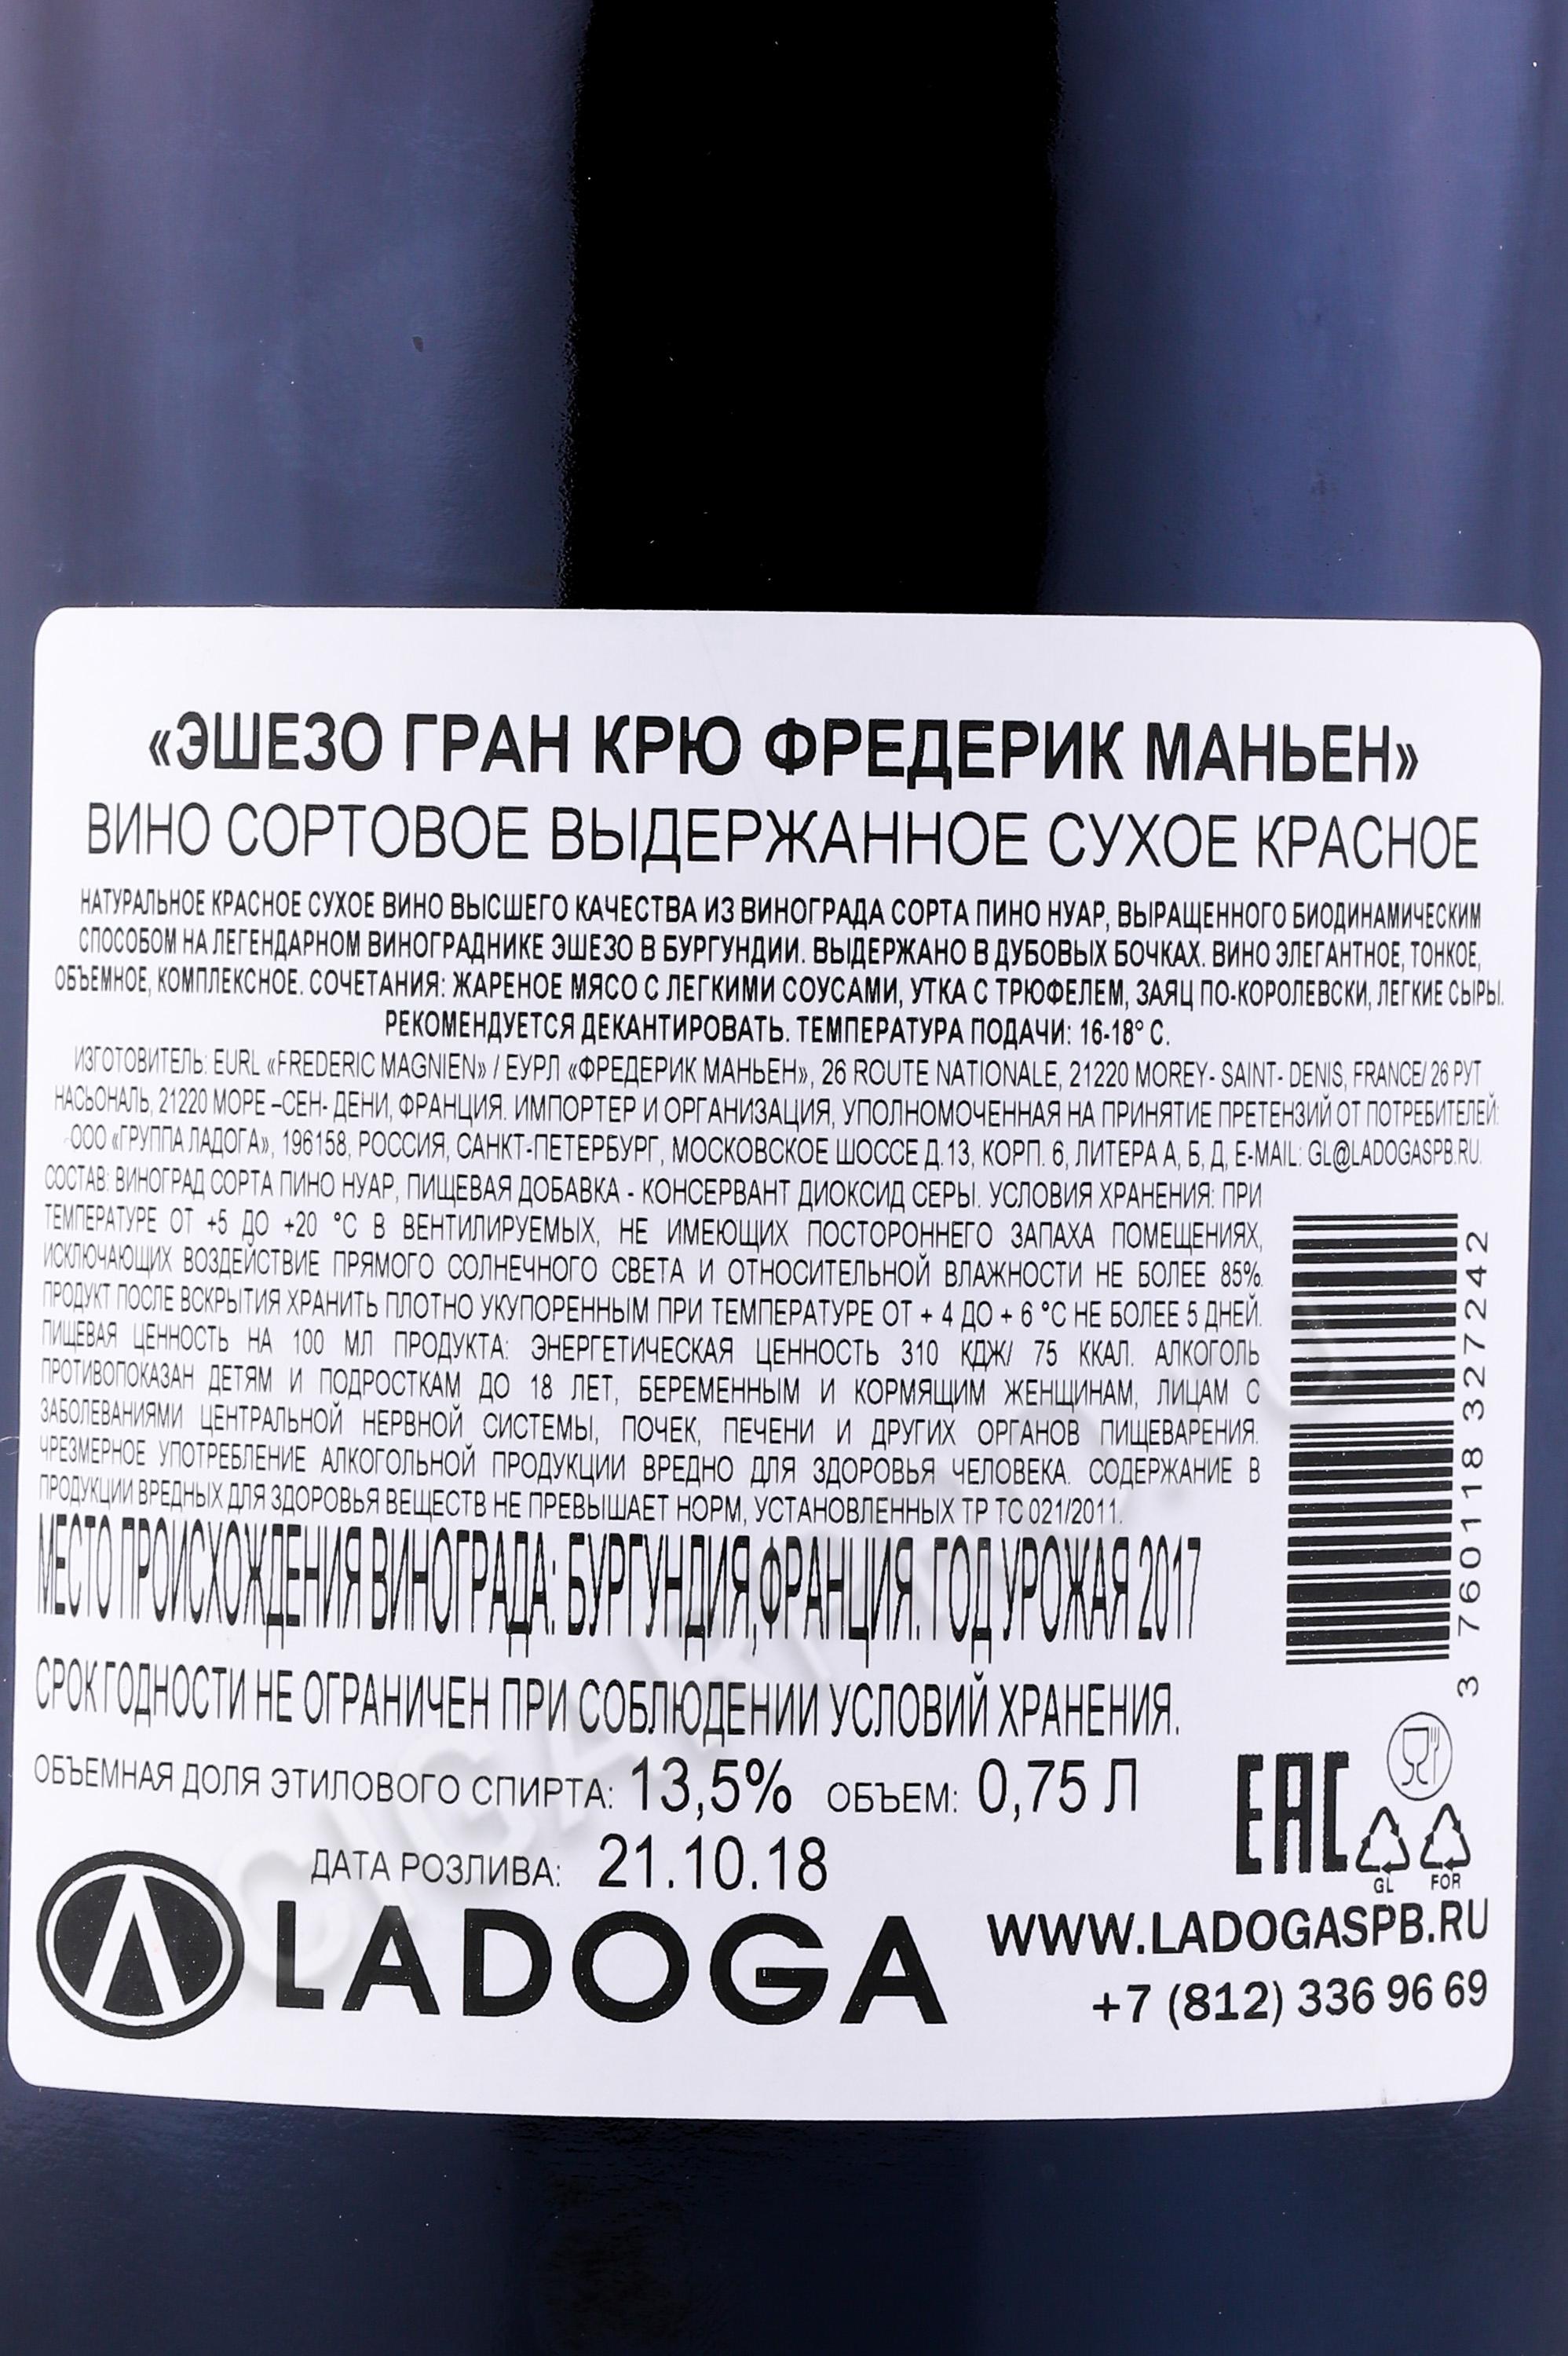 «ЭШЕЗО ГРАН КРЮ ФРЕДЕРИК МАНЬЕН»
ВИНО СОРТОВОЕ ВЫДЕРЖАННОЕ СУХОЕ КРАСНОЕ
НАТУРАЛЬНОЕ КРАСНОЕ СУХОЕ ВИНО ВЫСШЕГО КАЧЕСТВА ИЗ ВИНОГРАДА СОРТА ПИНО НУАР, ВЫРАЩЕННОГО БИОДИНАМИЧЕСКИМ
СПОСОБОМ НА ЛЕГЕНДАРНОМ ВИНОГРАДНИКЕ ЭШЕЗО В БУРГУНДИИ. ВЫДЕРЖАНО В ДУБОВЫХ БОЧКАХ. ВИНО ЭЛЕГАНТНОЕ, ТОНКОЕ,
ОБЪЕМНОЕ, КОМПЛЕКСНОЕ. СОЧЕТАНИЯ: ЖАРЕНОЕ МЯСО С ЛЕГКИМИ СОУСАМИ, УТКА С ТРЮФЕЛЕМ, ЗАЯЦ ПО-КОРОЛЕВСКИ, ЛЕГКИЕ СЫРЫ.
РЕКОМЕНДУЕТСЯ ДЕКАНТИРОВАТЬ. ТЕМПЕРАТУРА ПОДАЧИ: 16-18° С.
ИЗГОТОВИТЕЛЬ: EURL «FREDERIC MAGNIEN» / ЕУРЛ «ФРЕДЕРИК МАНЬЕН», 26 ROUTE NATIONALE, 21220 MOREY- SAINT- DENIS, FRANCE/ 26 РУТ
НАСЬОНАЛЬ, 21220 МОРЕ –СЕН- ДЕНИ, ФРАНЦИЯ. ИМПОРТЕР И ОРГАНИЗАЦИЯ, УПОЛНОМОЧЕННАЯ НА ПРИНЯТИЕ ПРЕТЕНЗИЙ ОТ ПОТРЕБИТЕЛЕЙ:
ООО «ГРУППА ЛАДОГА», 196158, РОССИЯ, САНКТ-ПЕТЕРБУРГ, МОСКОВСКОЕ ШОССЕ Д.13, КОРП. 6, ЛИТЕРА А, Б, Д, E-MAIL: GL@LADOGASPB.RU.
СОСТАВ: ВИНОГРАД СОРТА ПИНО НУАР, ПИЩЕВАЯ ДОБАВКА - КОНСЕРВАНТ ДИОКСИД СЕРЫ. УСЛОВИЯ ХРАНЕНИЯ: ПРИ
ТЕМПЕРАТУРЕ ОТ +5 ДО +20 °С В ВЕНТИЛИРУЕМЫХ, НЕ ИМЕЮЩИХ ПОСТОРОННЕГО ЗАПАХА ПОМЕЩЕНИЯХ,
ИСКЛЮЧАЮЩИХ ВОЗДЕЙСТВИЕ ПРЯМОГО СОЛНЕЧНОГО СВЕТА И ОТНОСИТЕЛЬНОЙ ВЛАЖНОСТИ НЕ БОЛЕЕ 85%.
ПРОДУКТ ПОСЛЕ ВСКРЫТИЯ ХРАНИТЬ ПЛОТНО УКУПОРЕННЫМ ПРИ ТЕМПЕРАТУРЕ ОТ + 4 ДО + 6 °С НЕ БОЛЕЕ 5 ДНЕЙ.
ПИЩЕВАЯ ЦЕННОСТЬ НА 100 МЛ ПРОДУКТА: ЭНЕРГЕТИЧЕСКАЯ ЦЕННОСТЬ 310 КДЖ/ 75 ККАЛ. АЛКОГОЛЬ
ПРОТИВОПОКАЗАН ДЕТЯМ И ПОДРОСТКАМ ДО 18 ЛЕТ, БЕРЕМЕННЫМ И КОРМЯЩИМ ЖЕНЩИНАМ, ЛИЦАМ С
ЗАБОЛЕВАНИЯМИ ЦЕНТРАЛЬНОЙ НЕРВНОЙ СИСТЕМЫ, ПОЧЕК, ПЕЧЕНИ И ДРУГИХ ОРГАНОВ ПИЩЕВАРЕНИЯ.
ЧРЕЗМЕРНОЕ УПОТРЕБЛЕНИЕ АЛКОГОЛЬНОЙ ПРОДУКЦИИ ВРЕДНО ДЛЯ ЗДОРОВЬЯ ЧЕЛОВЕКА. СОДЕРЖАНИЕ В
ПРОДУКЦИИ ВРЕДНЫХ ДЛЯ ЗДОРОВЬЯ ВЕЩЕСТВ НЕ ПРЕВЫШАЕТ НОРМ, УСТАНОВЛЕННЫХ ТР ТС 021/2011.
МЕСТО ПРОИСХОЖДЕНИЯ ВИНОГРАДА: БУРГУНДИЯ,ФРАНЦИЯ. ГОД УРОЖАЯ 2017
СРОК ГОДНОСТИ НЕ ОГРАНИЧЕН ПРИ СОБЛЮДЕНИИ УСЛОВИЙ ХРАНЕНИЯ.
ОБЪЕМНАЯ ДОЛЯ ЭТИЛОВОГО СПИРТА: 13,5% ОБЪЕМ: 0,75 Л
ДАТА РОЗЛИВА: 21.10.18
3 760118 327242
EAC
GL FOR
LADOGA
WWW.LADOGASPB.RU
+7 (812) 336 96 69